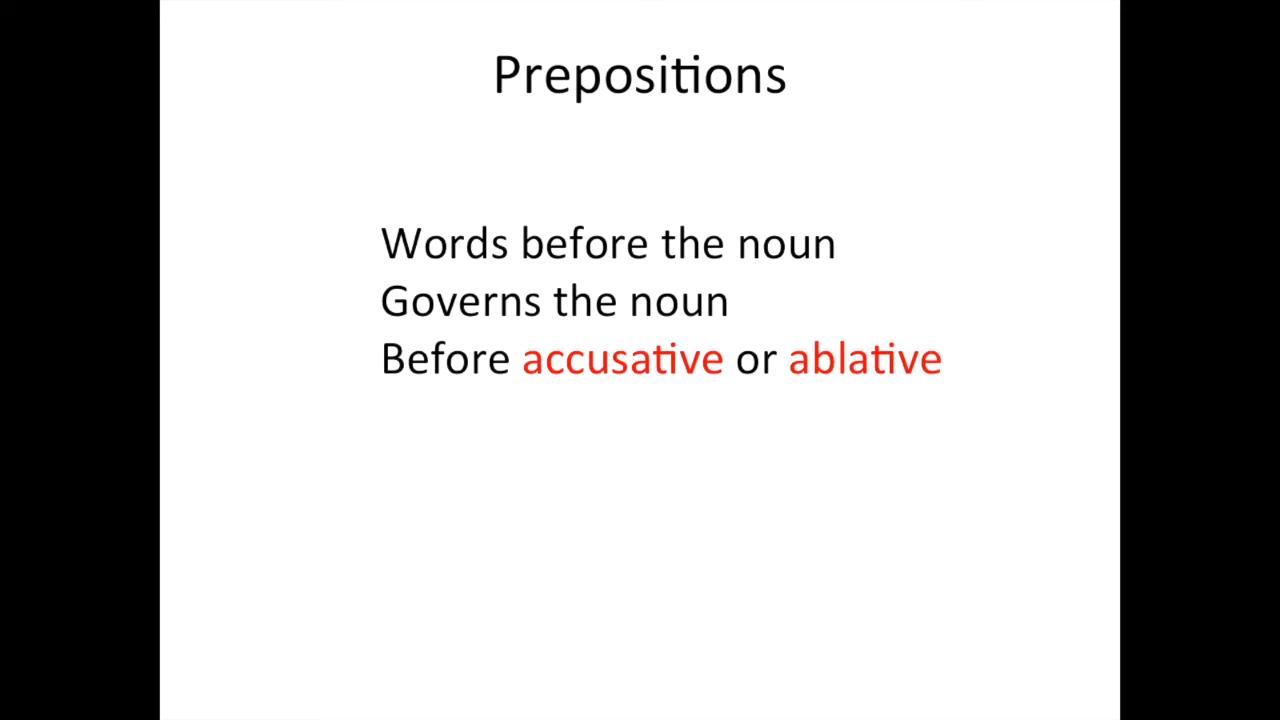 Prepositions
Words before the noun
Governs the noun
Before accusative or ablative